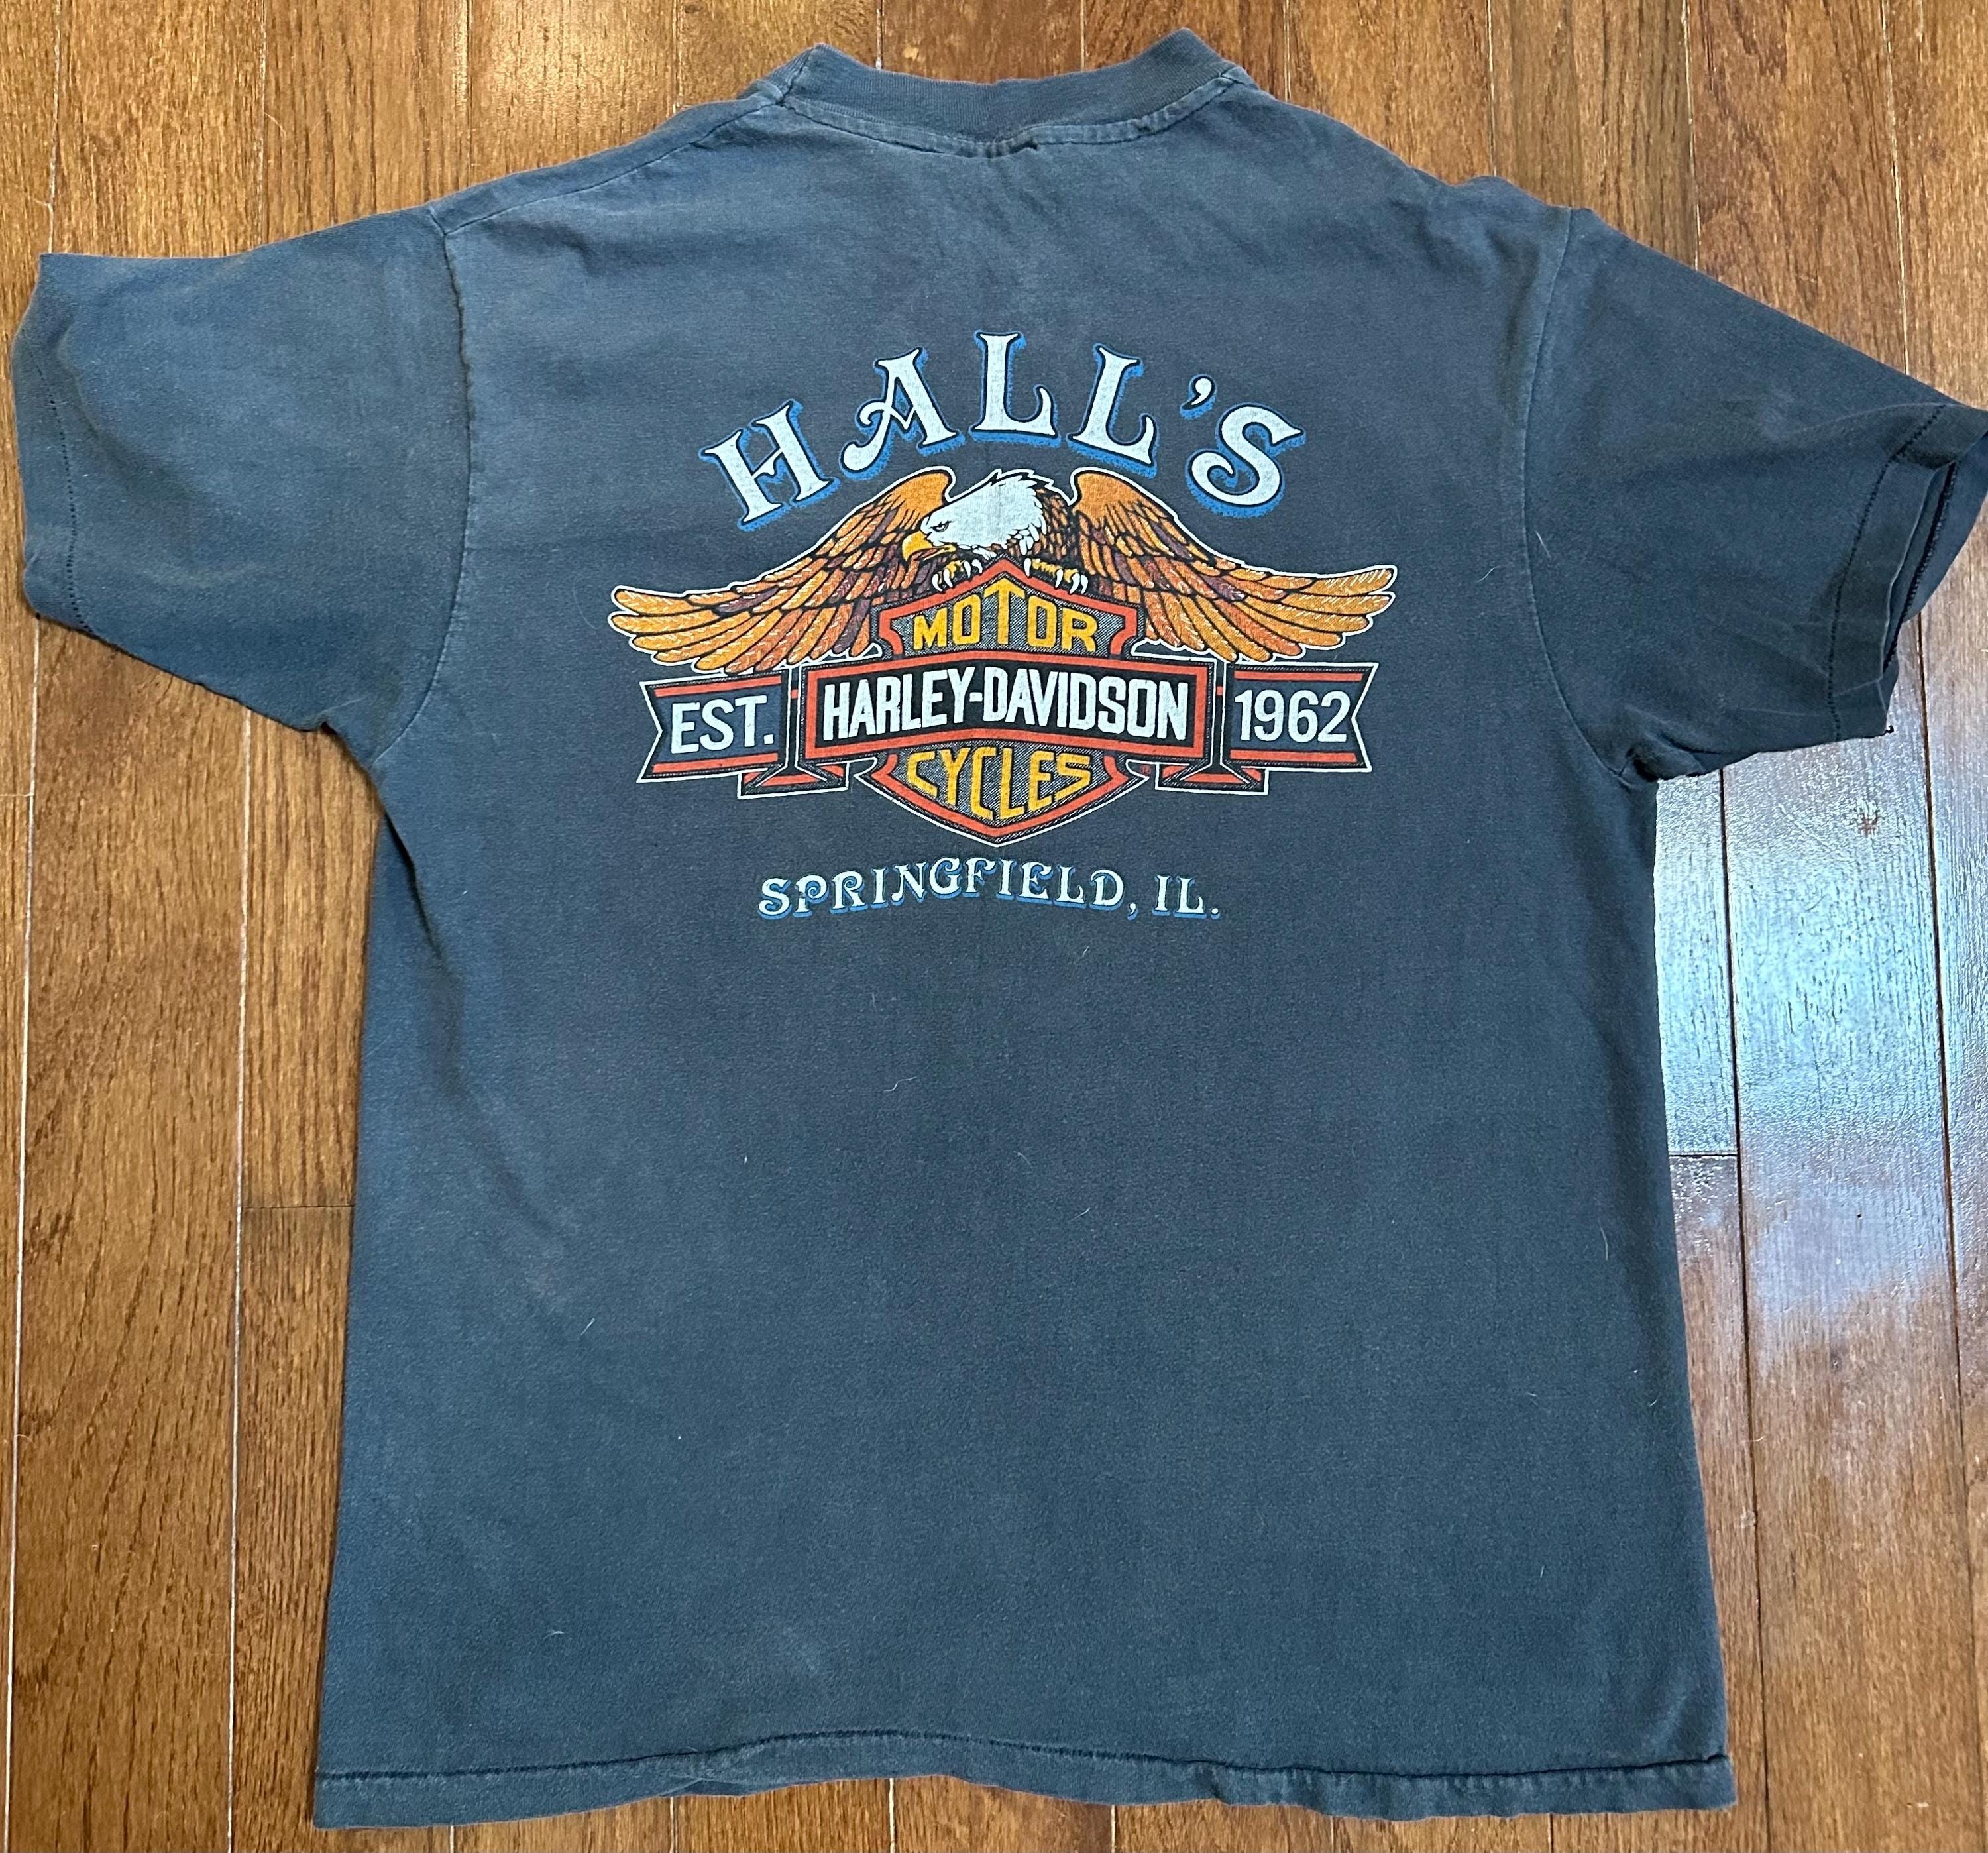 HALL'S
MOTOR
EST. HARLEY-DAVIDSON 1962
CYCLES
SPRINGFIELD, IL.